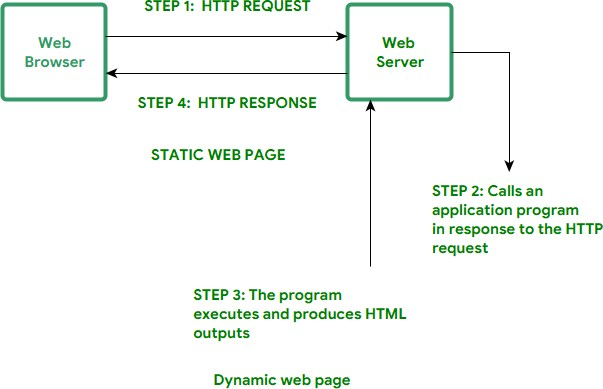 STEP 1: HTTP REQUEST
Web
Browser
Web
Server
STEP 4: HTTP RESPONSE
STATIC WEB PAGE
STEP 2: Calls an
application program
in response to the HTTP
request
STEP 3: The program
executes and produces HTML
outputs
Dynamic web page